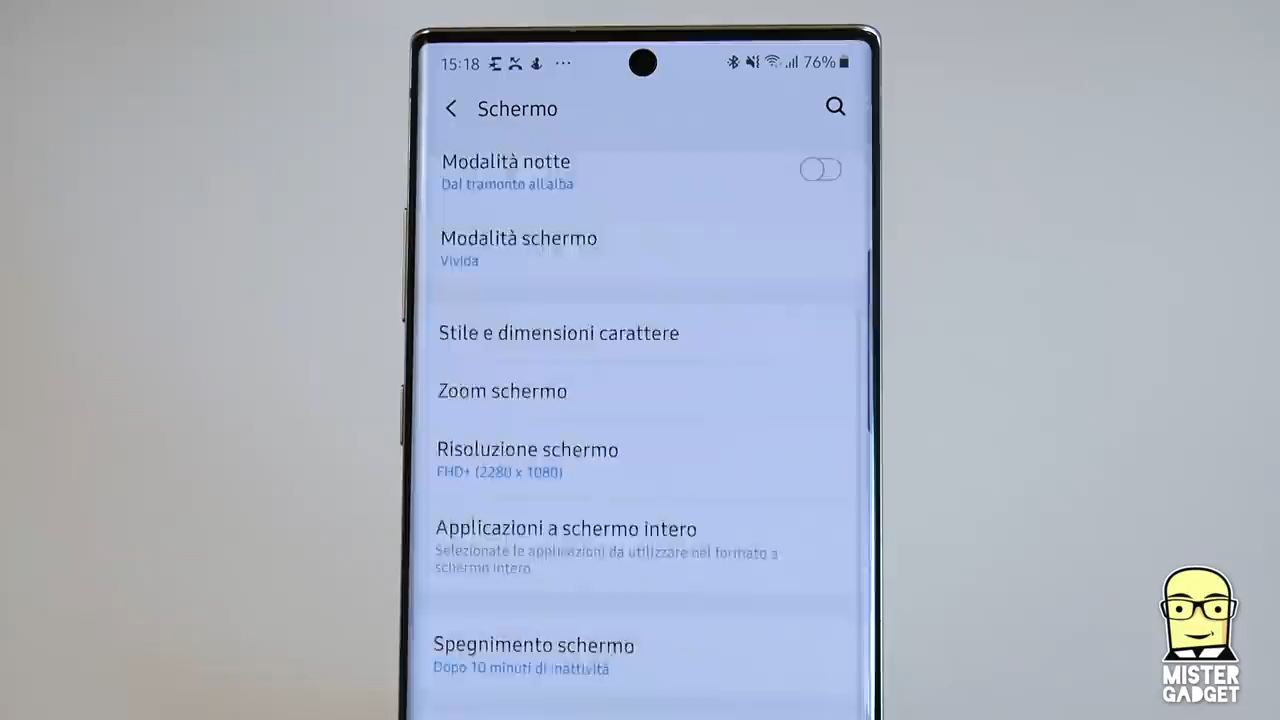 15:18
76%
Schermo
Modalità notte
Dal tramonto all'alba
Modalità schermo
Vivida
Stile e dimensioni carattere
Zoom schermo
Risoluzione schermo
FHD+ (2280 x 1080)
Applicazioni a schermo intero
Selezionate le applicazioni da utilizzare nel formato a
schermo intero.
Spegnimento schermo
Dopo 10 minuti di inattività
MISTER
GADGET